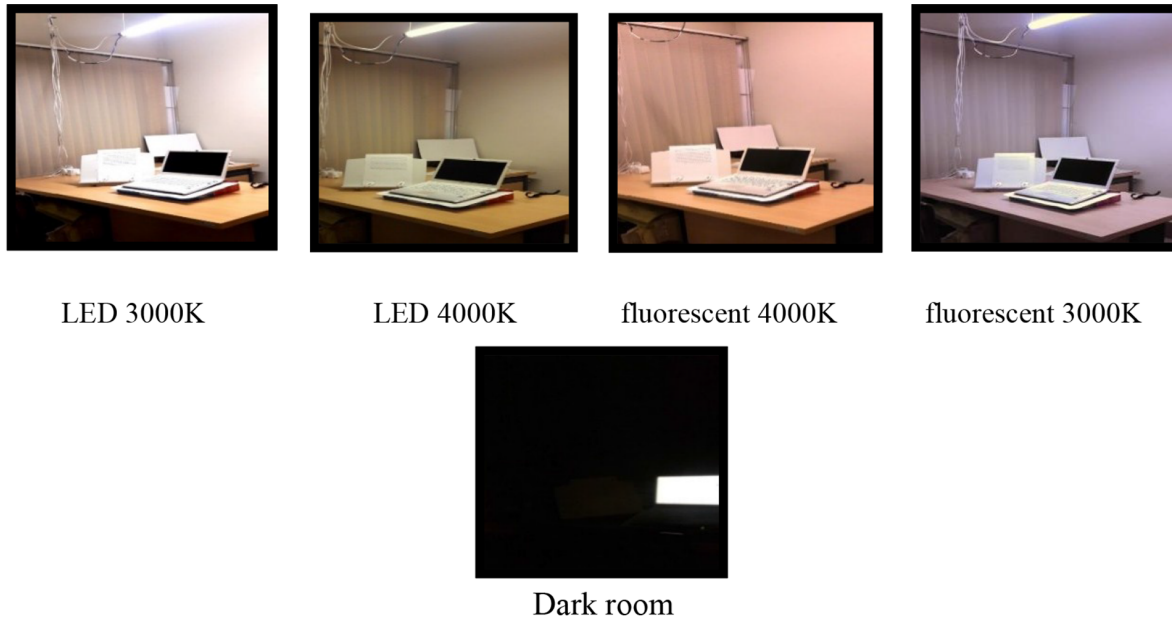 LED 3000K
LED 4000K
fluorescent 4000K
fluorescent 3000K
Dark room